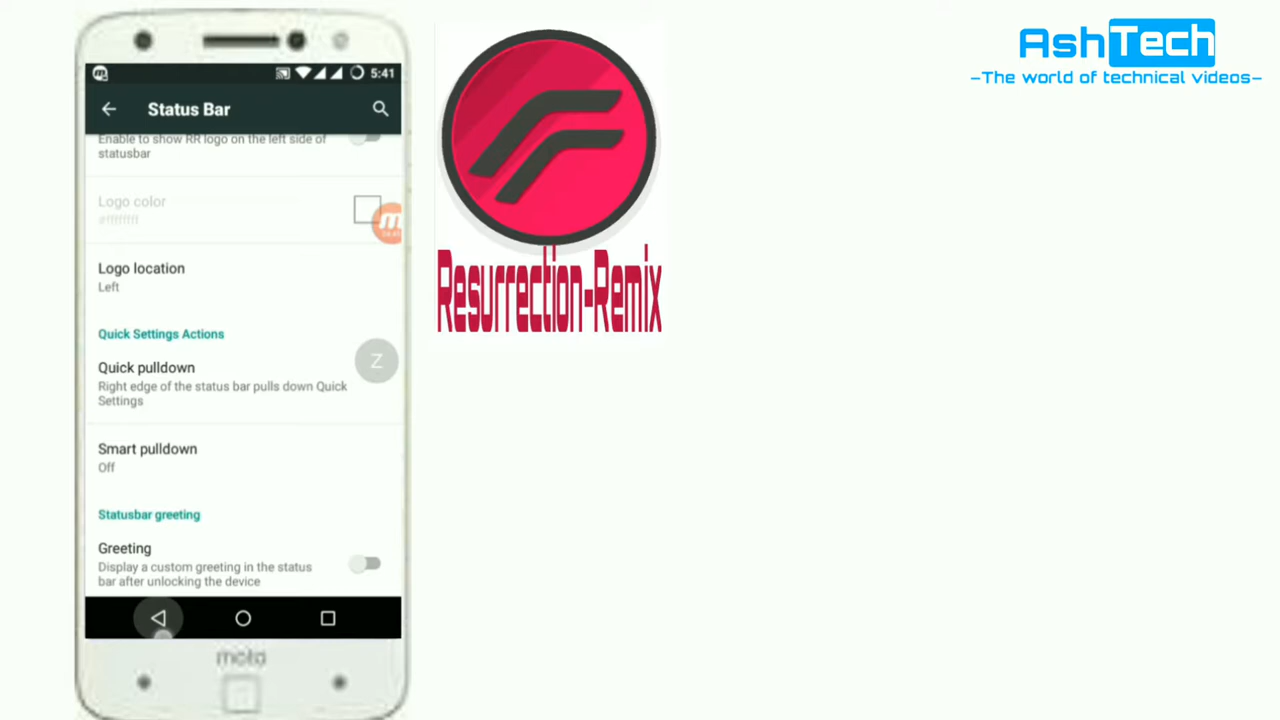 AshTech
-The world of technical videos-
5:41
Status Bar
Enable to show RR logo on the left side of
statusbar
Logo color
#ffffffff
Logo location
Left
Quick Settings Actions
Quick pulldown
Z
Right edge of the status bar pulls down Quick
Settings
Smart pulldown
Off
Statusbar greeting
Greeting
Display a custom greeting in the status
bar after unlocking the device
moto
Resurrection-Remix